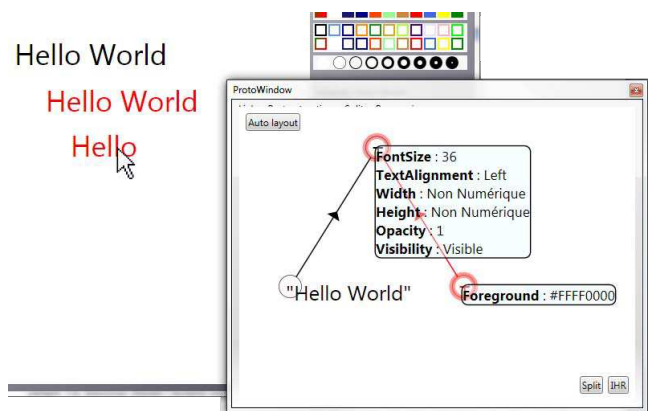 Hello World
Hello World
Hello
ProtoWindow
Auto layout
FontSize : 36
TextAlignment : Left
Width : Non Numérique
Height : Non Numérique
Opacity : 1
Visibility : Visible
"Hello World"
Foreground : #FFFF0000
Split
IHR